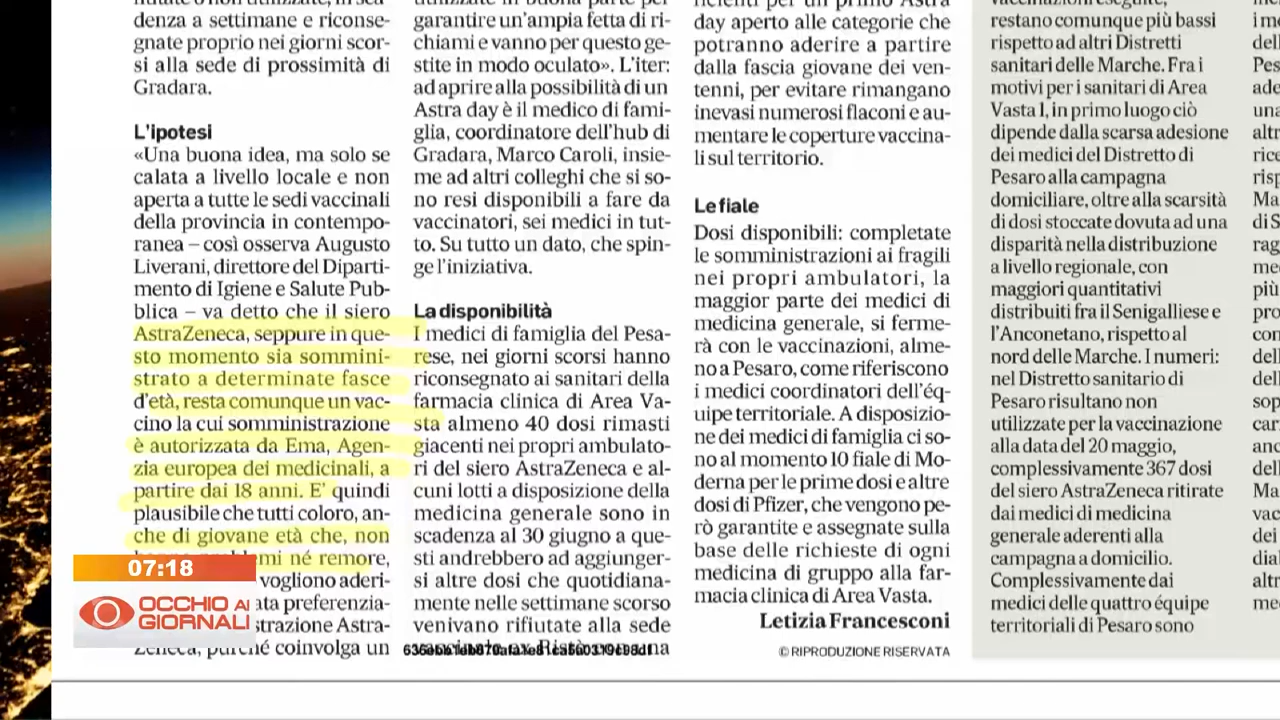 denza a settimane e riconse-
gnate proprio nei giorni scor-
si alla sede di prossimità di
Gradara.
L'ipotesi
«Una buona idea, ma solo se
calata a livello locale e non
aperta a tutte le sedi vaccinali
della provincia in contempo-
ranea – così osserva Augusto
Liverani, direttore del Diparti-
mento di Igiene e Salute Pub-
blica – va detto che il siero
AstraZeneca, seppure in que-
sto momento sia sommini-
strato a determinate fasce
d'età, resta comunque un vac-
cino la cui somministrazione
è autorizzata da Ema, Agen-
zia europea dei medicinali, a
partire dai 18 anni. E' quindi
plausibile che tutti coloro, an-
che di giovane età che, non
né remore,
vogliono aderi-
preferenzia-
Astra-
Zeneca, purché coinvolga un
garantire un'ampia fetta di ri-
chiami e vanno per questo ge-
stite in modo oculato». L'iter:
ad aprire alla possibilità di un
Astra day è il medico di fami-
glia, coordinatore dell'hub di
Gradara, Marco Caroli, insie-
me ad altri colleghi che si so-
no resi disponibili a fare da
vaccinatori, sei medici in tut-
to. Su tutto un dato, che spin-
ge l'iniziativa.
La disponibilità
I medici di famiglia del Pesa-
rese, nei giorni scorsi hanno
riconsegnato ai sanitari della
farmacia clinica di Area Va-
sta almeno 40 dosi rimasti
giacenti nei propri ambulato-
ri del siero AstraZeneca e al-
cuni lotti a disposizione della
medicina generale sono in
scadenza al 30 giugno a que-
sti andrebbero ad aggiunger-
si altre dosi che quotidiana-
mente nelle settimane scorso
venivano rifiutate alla sede
day aperto alle categorie che
potranno aderire a partire
dalla fascia giovane dei ven-
tenni, per evitare rimangano
inevasi numerosi flaconi e au-
mentare le coperture vaccina-
li sul territorio.
Le fiale
Dosi disponibili: completate
le somministrazioni ai fragili
nei propri ambulatori, la
maggior parte dei medici di
medicina generale, si ferme-
rà con le vaccinazioni, alme-
no a Pesaro, come riferiscono
i medici coordinatori dell'éq-
uipe territoriale. A disposizio-
ne dei medici di famiglia ci so-
no al momento 10 fiale di Mo-
derna per le prime dosi e altre
dosi di Pfizer, che vengono pe-
rò garantite e assegnate sulla
base delle richieste di ogni
medicina di gruppo alla far-
macia clinica di Area Vasta.
Letizia Francesconi
© RIPRODUZIONE RISERVATA
restano comunque più bassi
rispetto ad altri Distretti
sanitari delle Marche. Fra i
motivi per i sanitari di Area
Vasta 1, in primo luogo ciò
dipende dalla scarsa adesione
dei medici del Distretto di
Pesaro alla campagna
domiciliare, oltre alla scarsità
di dosi stoccate dovuta ad una
disparità nella distribuzione
a livello regionale, con
maggiori quantitativi
distribuiti fra il Senigalliese e
l'Anconetano, rispetto al
nord delle Marche. I numeri:
nel Distretto sanitario di
Pesaro risultano non
utilizzate per la vaccinazione
alla data del 20 maggio,
complessivamente 367 dosi
del siero AstraZeneca ritirate
dai medici di medicina
generale aderenti alla
campagna a domicilio.
Complessivamente dai
medici delle quattro équipe
territoriali di Pesaro sono
07:18
OCCHIO AI
GIORNALI